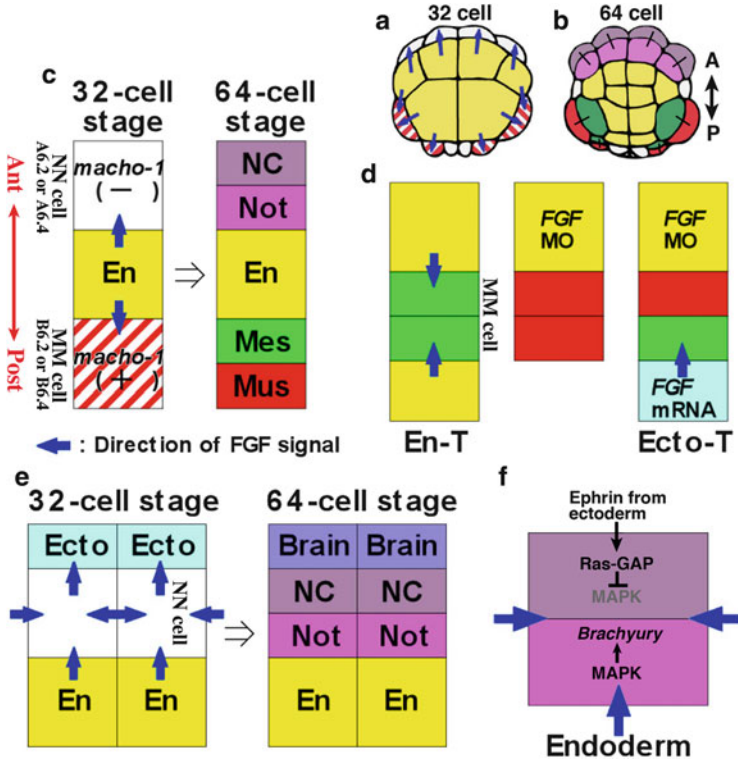 a
32 cell
b
64 cell
A
P
c
32-cell
stage
64-cell
stage
Ant
Post
NN cell
A6.2 or A6.4
macho-1
( − )
En
MM cell
B6.2 or B6.4
macho-1
( + )
⇒
NC
Not
En
Mes
Mus
: Direction of FGF signal
d
MM cell
En-T
FGF
MO
FGF
MO
FGF
mRNA
Ecto-T
e
32-cell stage
64-cell stage
Ecto
Ecto
NN cell
En
En
⇒
Brain
Brain
NC
NC
Not
Not
En
En
f
Ephrin from
ectoderm
Ras-GAP
MAPK
Brachyury
MAPK
Endoderm